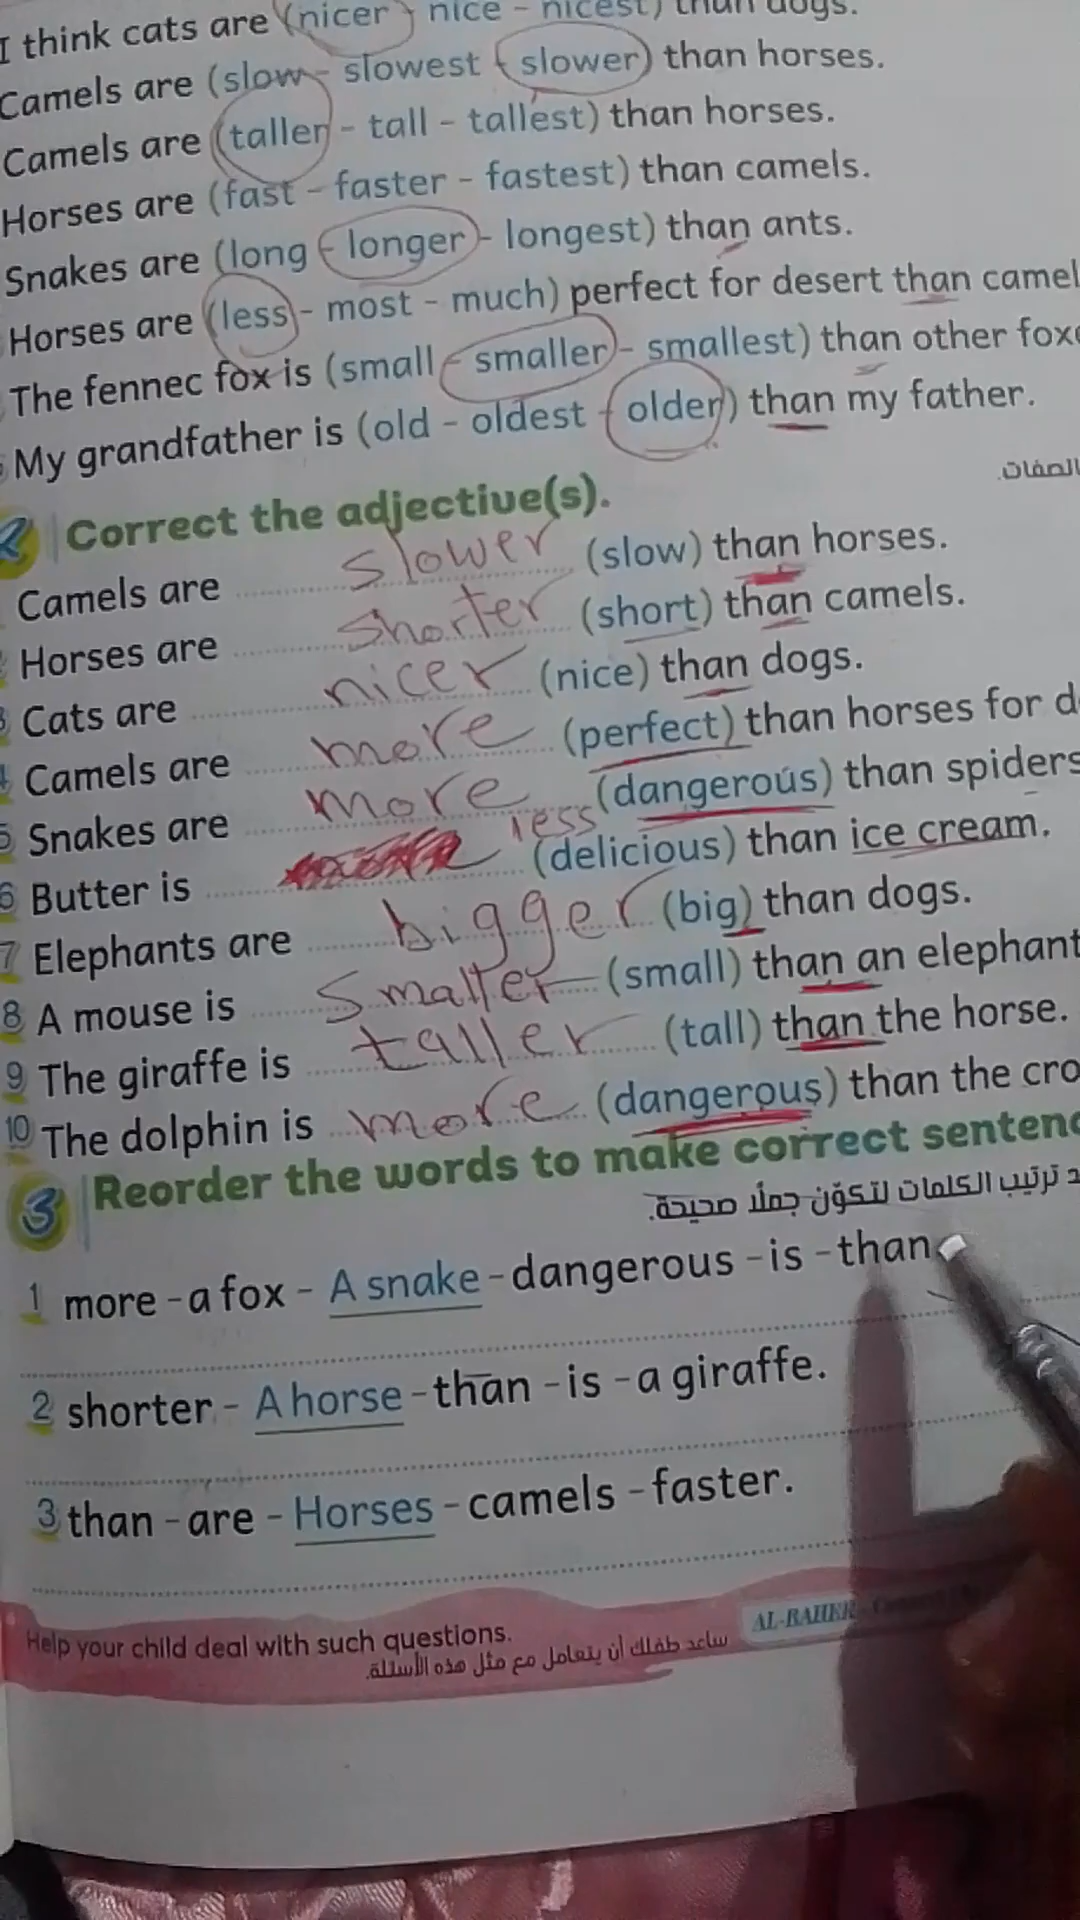 I think cats are (nicer - nice - nicest) than dogs.
Camels are (slow - slowest - slower) than horses.
Camels are (taller - tall - tallest) than horses.
Horses are (fast - faster - fastest) than camels.
Snakes are (long - longer - longest) than ants.
Horses are (less - most - much) perfect for desert than camel
The fennec fox is (small - smaller - smallest) than other foxe
My grandfather is (old - oldest - older) than my father.
الصفات.
2 Correct the adjective(s).
Camels are slower (slow) than horses.
Horses are shorter (short) than camels.
3 Cats are nicer (nice) than dogs.
4 Camels are more (perfect) than horses for d
5 Snakes are more (dangerous) than spiders
6 Butter is less (delicious) than ice cream.
7 Elephants are bigger (big) than dogs.
8 A mouse is smaller (small) than an elephant
9 The giraffe is taller (tall) than the horse.
10 The dolphin is more (dangerous) than the cro
3 Reorder the words to make correct sentenc
د ترتيب الكلمات لتكوّن جملًا صحيحة.
1 more - a fox - A snake - dangerous - is - than
2 shorter - A horse - than - is - a giraffe.
3 than - are - Horses - camels - faster.
Help your child deal with such questions.
ساعد طفلك أن يتعامل مع مثل هذه الأسئلة.
AL-BAHER